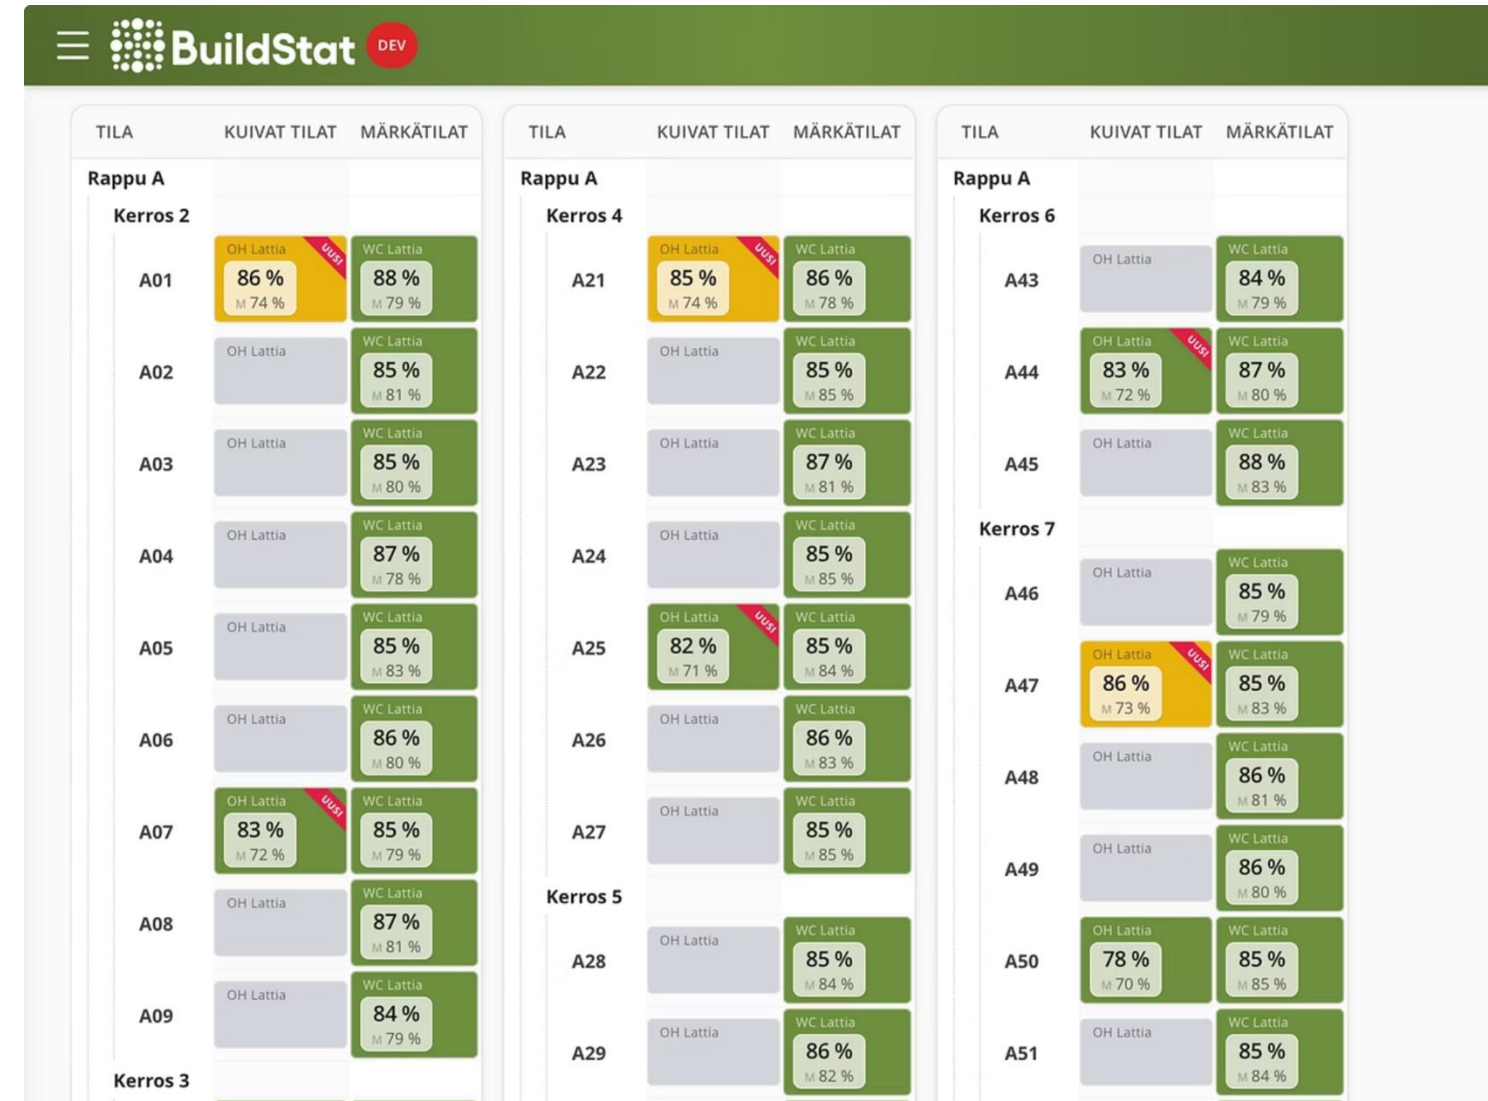 BuildStat DEV
TILA KUIVAT TILAT MÄRKÄTILAT
Rappu A
Kerros 2
A01
OH Lattia UUSI
86 %
M 74 %
WC Lattia
88 %
M 79 %
A02
OH Lattia
WC Lattia
85 %
M 81 %
A03
OH Lattia
WC Lattia
85 %
M 80 %
A04
OH Lattia
WC Lattia
87 %
M 78 %
A05
OH Lattia
WC Lattia
85 %
M 83 %
A06
OH Lattia
WC Lattia
86 %
M 80 %
A07
OH Lattia UUSI
83 %
M 72 %
WC Lattia
85 %
M 79 %
A08
OH Lattia
WC Lattia
87 %
M 81 %
A09
OH Lattia
WC Lattia
84 %
M 79 %
Kerros 3
TILA KUIVAT TILAT MÄRKÄTILAT
Rappu A
Kerros 4
A21
OH Lattia UUSI
85 %
M 74 %
WC Lattia
86 %
M 78 %
A22
OH Lattia
WC Lattia
85 %
M 85 %
A23
OH Lattia
WC Lattia
87 %
M 81 %
A24
OH Lattia
WC Lattia
85 %
M 85 %
A25
OH Lattia UUSI
82 %
M 71 %
WC Lattia
85 %
M 84 %
A26
OH Lattia
WC Lattia
86 %
M 83 %
A27
OH Lattia
WC Lattia
85 %
M 85 %
Kerros 5
A28
OH Lattia
WC Lattia
85 %
M 84 %
A29
OH Lattia
WC Lattia
86 %
M 82 %
TILA KUIVAT TILAT MÄRKÄTILAT
Rappu A
Kerros 6
A43
OH Lattia
WC Lattia
84 %
M 79 %
A44
OH Lattia UUSI
83 %
M 72 %
WC Lattia
87 %
M 80 %
A45
OH Lattia
WC Lattia
88 %
M 83 %
Kerros 7
A46
OH Lattia
WC Lattia
85 %
M 79 %
A47
OH Lattia UUSI
86 %
M 73 %
WC Lattia
85 %
M 83 %
A48
OH Lattia
WC Lattia
86 %
M 81 %
A49
OH Lattia
WC Lattia
86 %
M 80 %
A50
OH Lattia
78 %
M 70 %
WC Lattia
85 %
M 85 %
A51
OH Lattia
WC Lattia
85 %
M 84 %